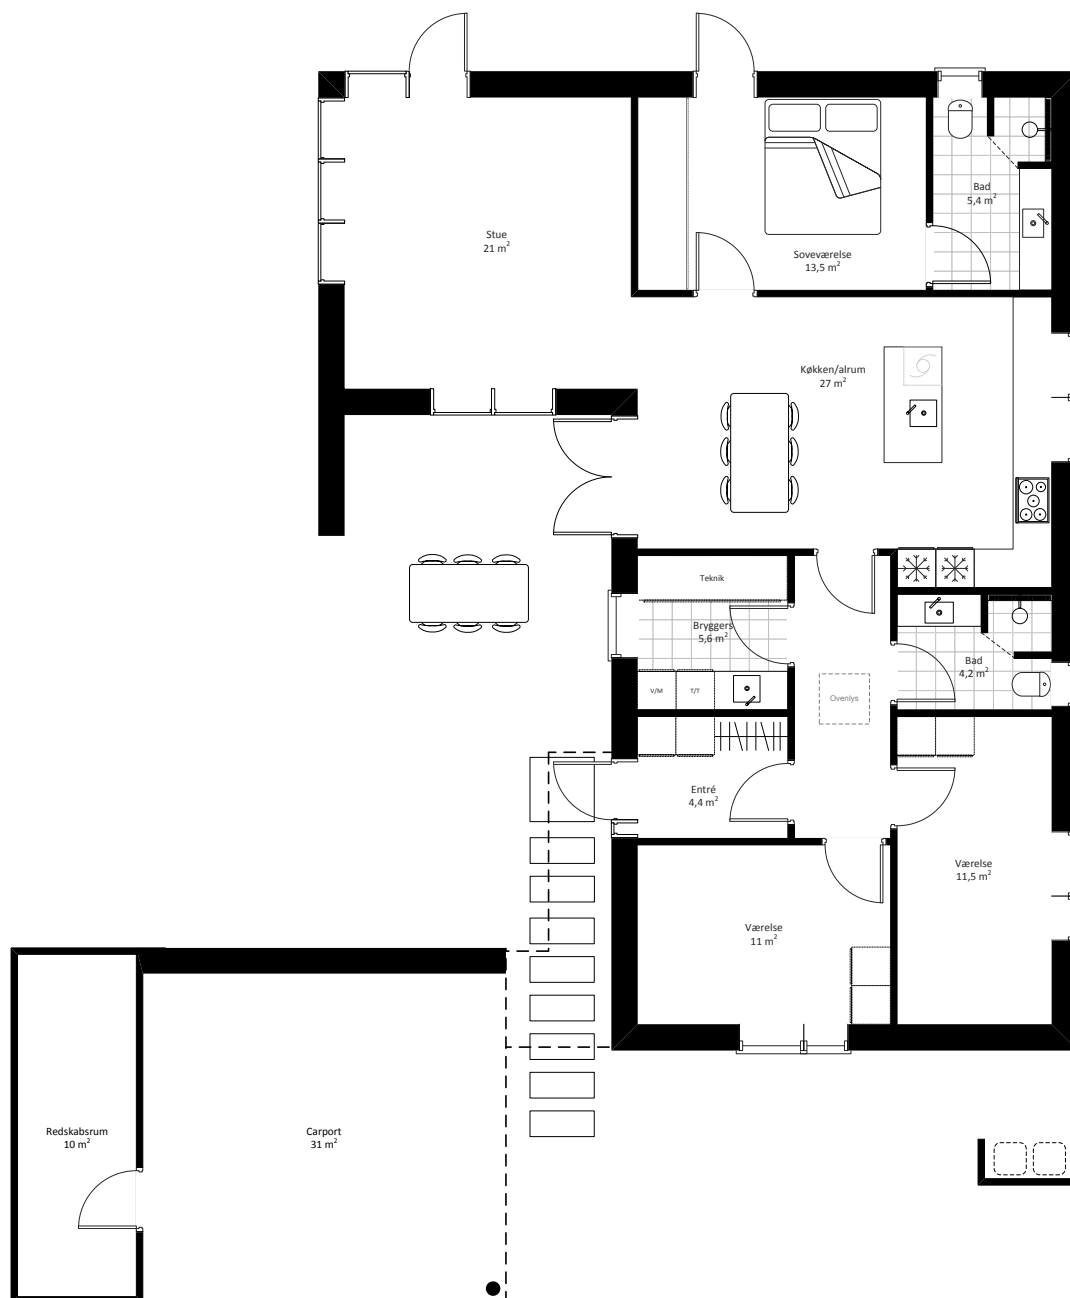 Bad
5,4 m²
Stue
21 m²
Soveværelse
13,5 m²
Køkken/alrum
27 m²
Teknik
Bryggers
5,6 m²
Bad
4,2 m²
V/M
T/T
Ovenlys
Entré
4,4 m²
Værelse
11,5 m²
Værelse
11 m²
Redskabsrum
10 m²
Carport
31 m²